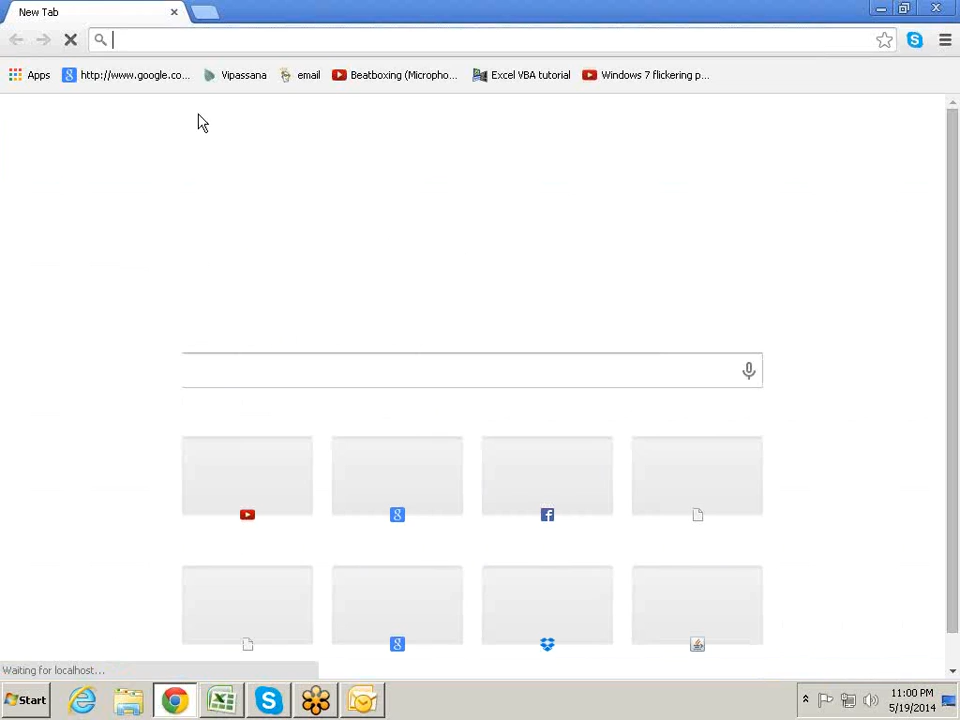 New Tab
Apps
http://www.google.co...
Vipassana
email
Beatboxing (Micropho...
Excel VBA tutorial
Windows 7 flickering p...
Waiting for localhost...
Start
11:00 PM
5/19/2014